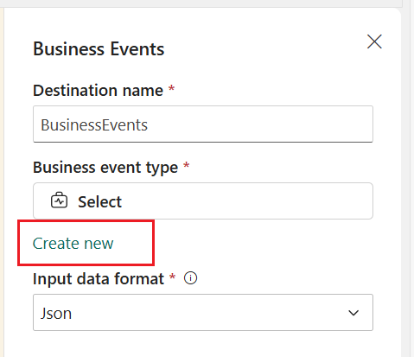 Business Events
Destination name *
BusinessEvents
Business event type *
Select
Create new
Input data format *
Json